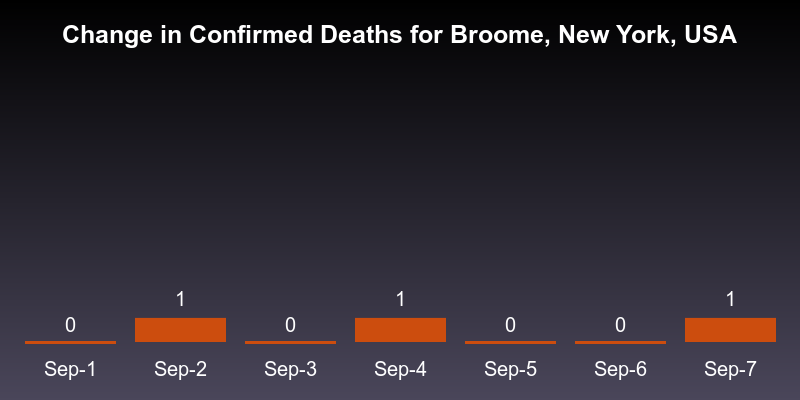 Change in Confirmed Deaths for Broome, New York, USA
0 1 0 1 0 0 1
Sep-1 Sep-2 Sep-3 Sep-4 Sep-5 Sep-6 Sep-7